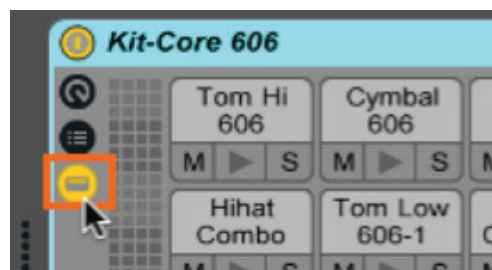 Kit-Core 606
Tom Hi
606
Cymbal
606
M S M S M
Hihat
Combo
Tom Low
606-1
M S M S